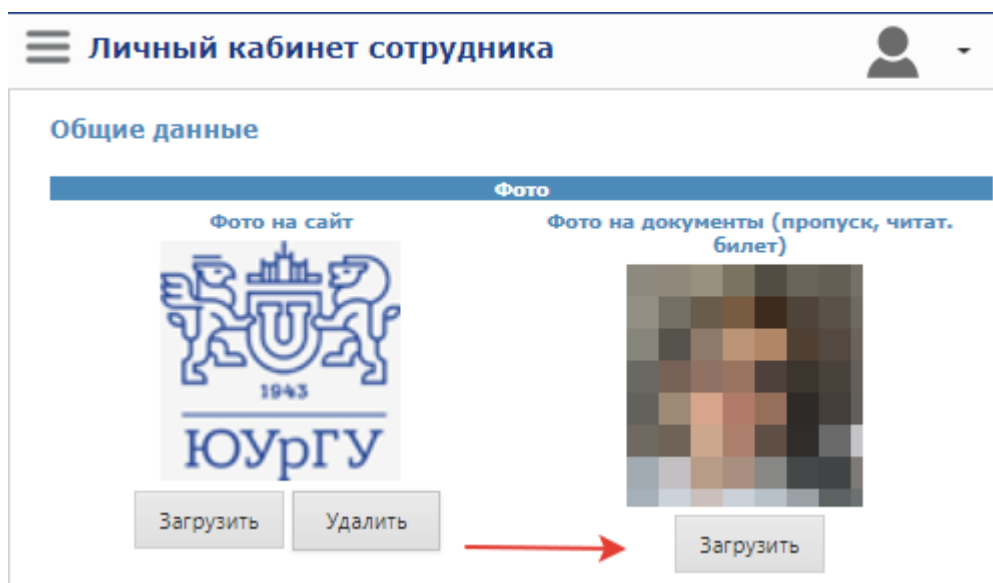 Личный кабинет сотрудника
Общие данные
Фото
Фото на сайт
1943
ЮУрГУ
Загрузить
Удалить
Фото на документы (пропуск, читат.
билет)
Загрузить